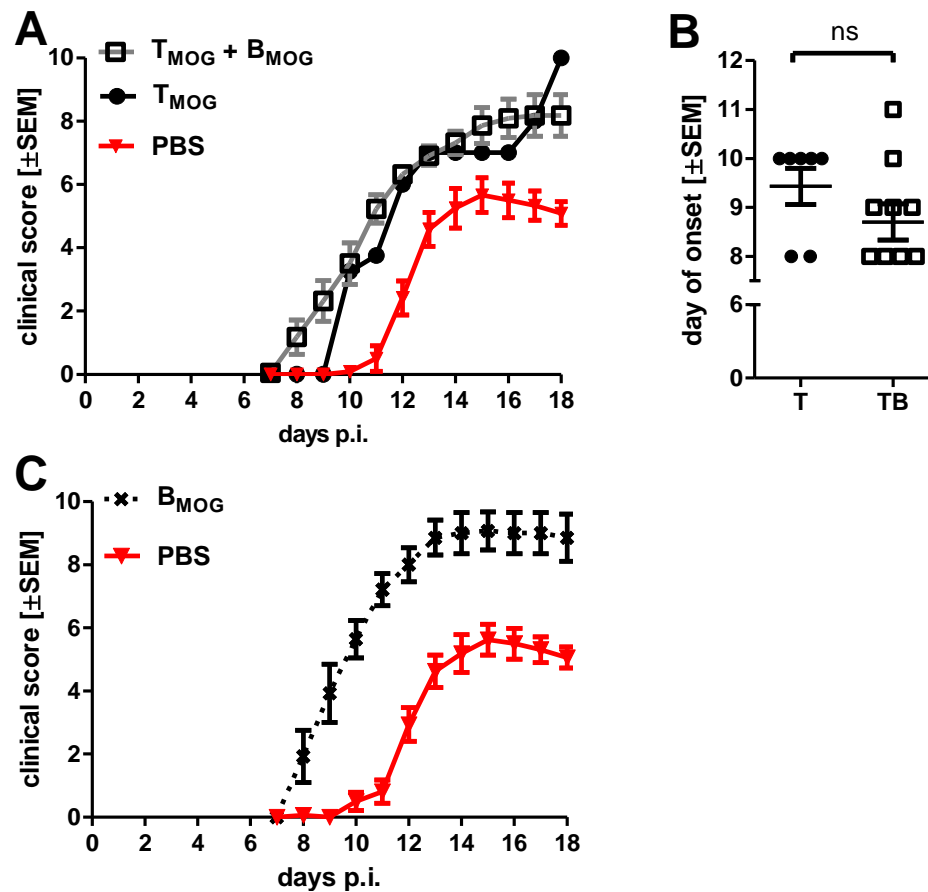 A
T_MOG + B_MOG
T_MOG
PBS
clinical score [±SEM]
10
8
6
4
2
0
0 2 4 6 8 10 12 14 16 18
days p.i.
B
ns
day of onset [±SEM]
11
10
9
8
6
0
T TB
C
B_MOG
PBS
clinical score [±SEM]
10
8
6
4
2
0
0 2 4 6 8 10 12 14 16 18
days p.i.